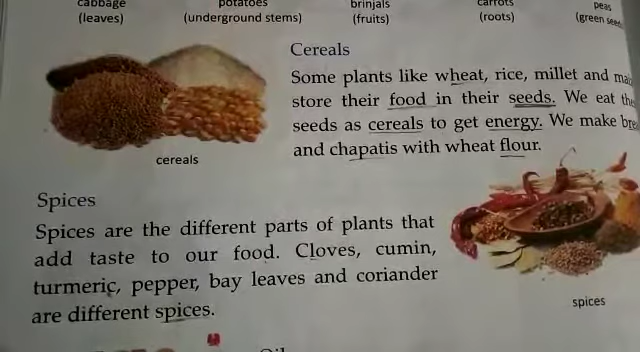 cabbage potatoes brinjals carrots peas
(leaves) (underground stems) (fruits) (roots) (green
Cereals
Some plants like wheat, rice, millet and
store their food in their seeds. We eat
seeds as cereals to get energy. We make
and chapatis with wheat flour.
cereals
Spices
Spices are the different parts of plants that
add taste to our food. Cloves, cumin,
turmeric, pepper, bay leaves and coriander
are different spices.
spices